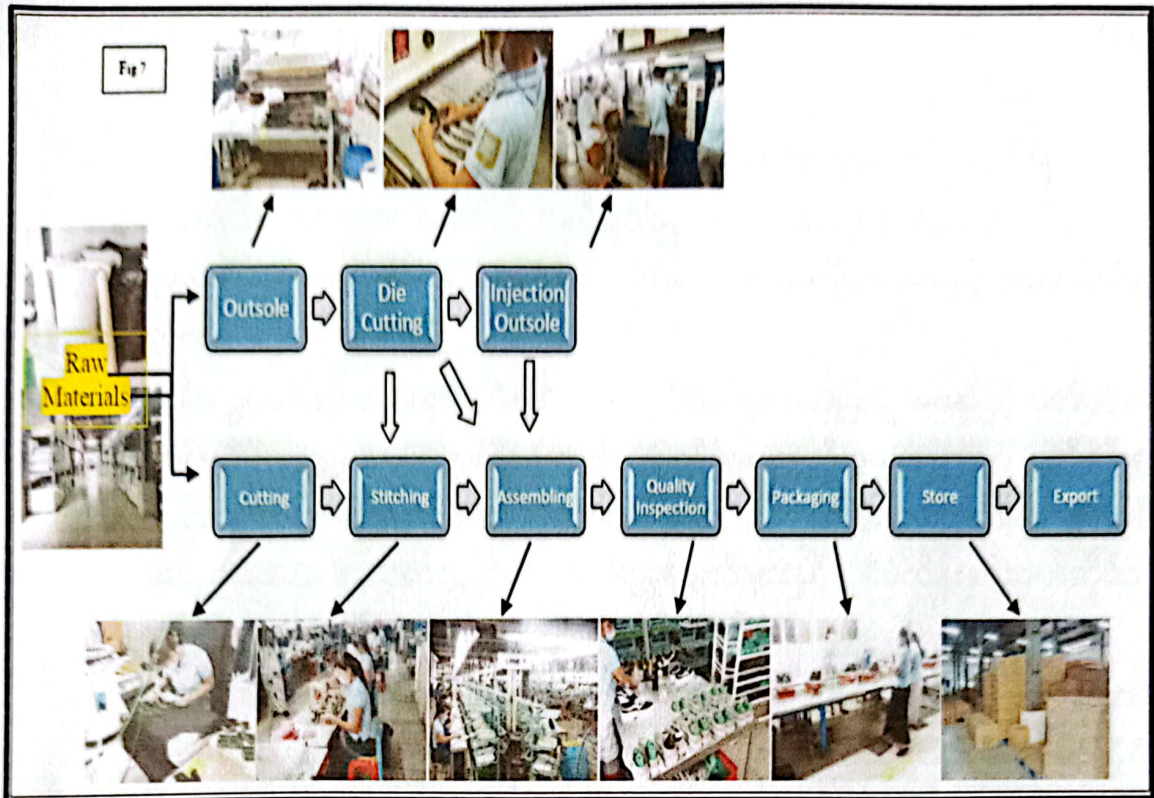 Fig 7
Outsole
Die
Cutting
Injection
Outsole
Raw
Materials
Cutting
Stitching
Assembling
Quality
Inspection
Packaging
Store
Export